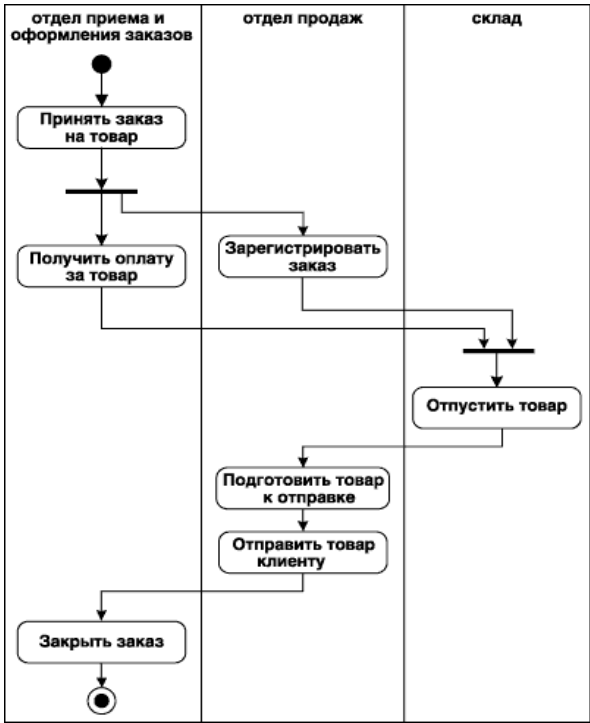 отдел приема и
оформления заказов
отдел продаж
склад
Принять заказ
на товар
Получить оплату
за товар
Зарегистрировать
заказ
Отпустить товар
Подготовить товар
к отправке
Отправить товар
клиенту
Закрыть заказ